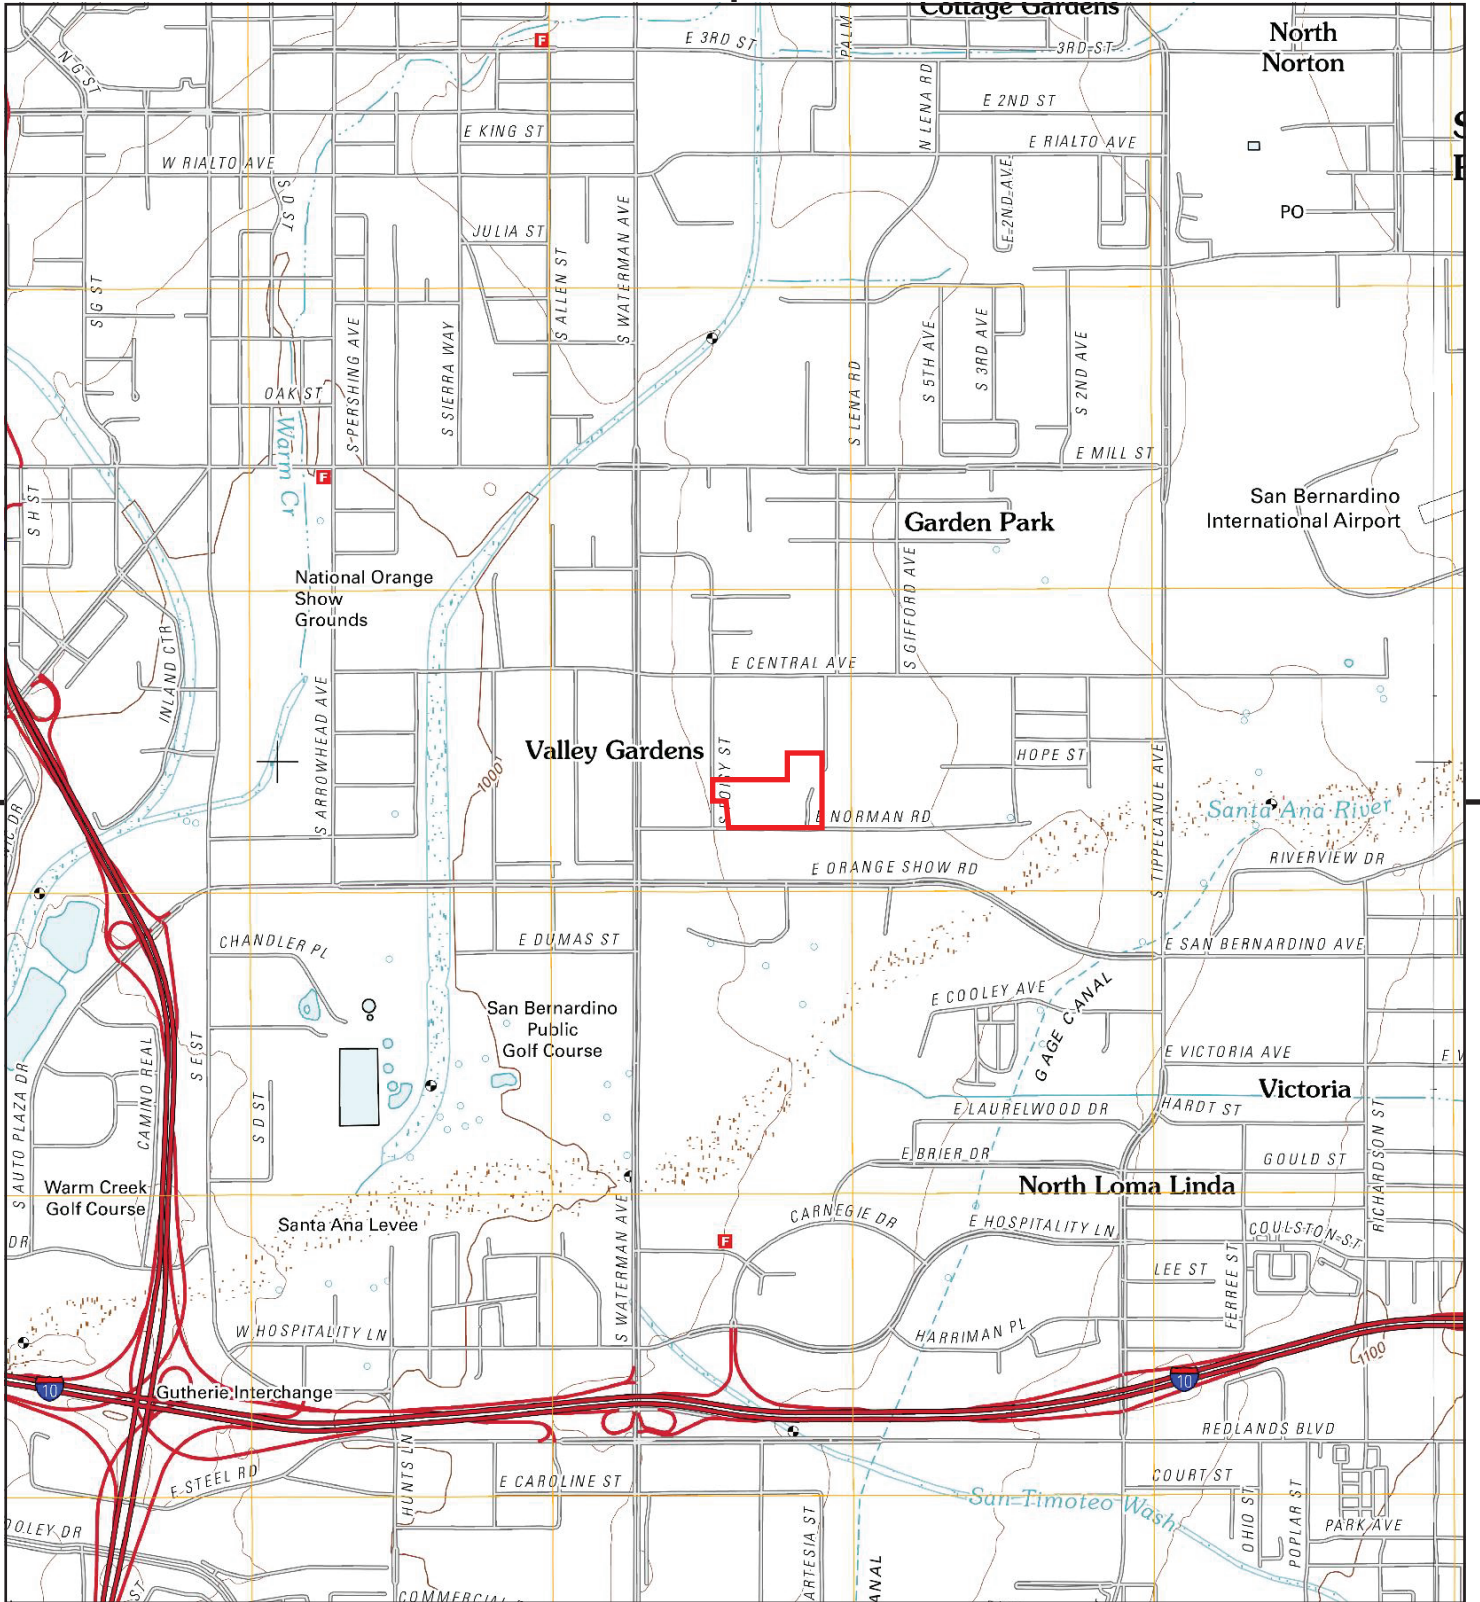 Cottage Gardens
North
Norton
E 3RD ST
PALM
3RD ST
N G ST
N LENA RD
E 2ND ST
E KING ST
E RIALTO AVE
W RIALTO AVE
S D ST
E 2ND AVE
S WATERMAN AVE
PO
JULIA ST
S G ST
S ALLEN ST
S PERSHING AVE
S SIERRA WAY
S 5TH AVE
S 3RD AVE
S 2ND AVE
S LENA RD
OAK ST
Warm Cr
E MILL ST
S H ST
San Bernardino
International Airport
Garden Park
National Orange
Show
Grounds
S GIFFORD AVE
INLAND CTR
E CENTRAL AVE
S ARROWHEAD AVE
Valley Gardens
HOPE ST
1000
S TIPPECANOE AVE
Santa Ana River
E NORMAN RD
RIVERVIEW DR
E ORANGE SHOW RD
CHANDLER PL
E DUMAS ST
E SAN BERNARDINO AVE
E COOLEY AVE
GAGE CANAL
San Bernardino
Public
Golf Course
S E ST
CAMINO REAL
E VICTORIA AVE
E V
S AUTO PLAZA DR
Victoria
S D ST
E LAURELWOOD DR
HARDT ST
RICHARDSON ST
E BRIER DR
GOULD ST
Warm Creek
Golf Course
North Loma Linda
Santa Ana Levee
CARNEGIE DR
E HOSPITALITY LN
COULSTON ST
DR
S WATERMAN AVE
LEE ST
FERREE ST
W HOSPITALITY LN
HARRIMAN PL
1100
10
10
Gutherie Interchange
REDLANDS BLVD
HUNTS LN
E STEEL RD
E CAROLINE ST
COURT ST
San Timoteo Wash
OHIO ST
POPLAR ST
PARK AVE
OOLEY DR
ARTESIA ST
ANAL
ST
COMMERCIAL
F
F
F